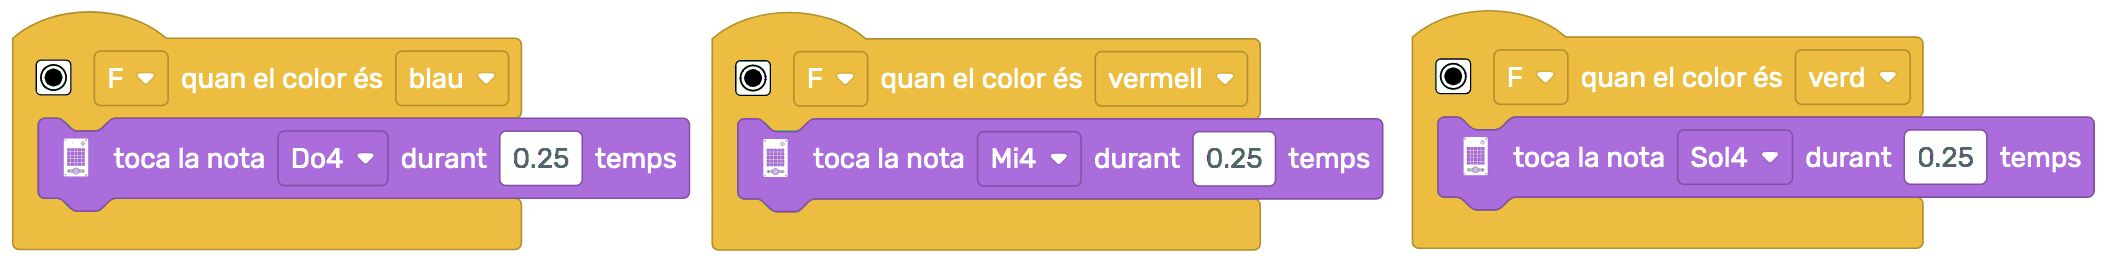 F quan el color és blau
toca la nota Do4 durant 0.25 temps
F quan el color és vermell
toca la nota Mi4 durant 0.25 temps
F quan el color és verd
toca la nota Sol4 durant 0.25 temps